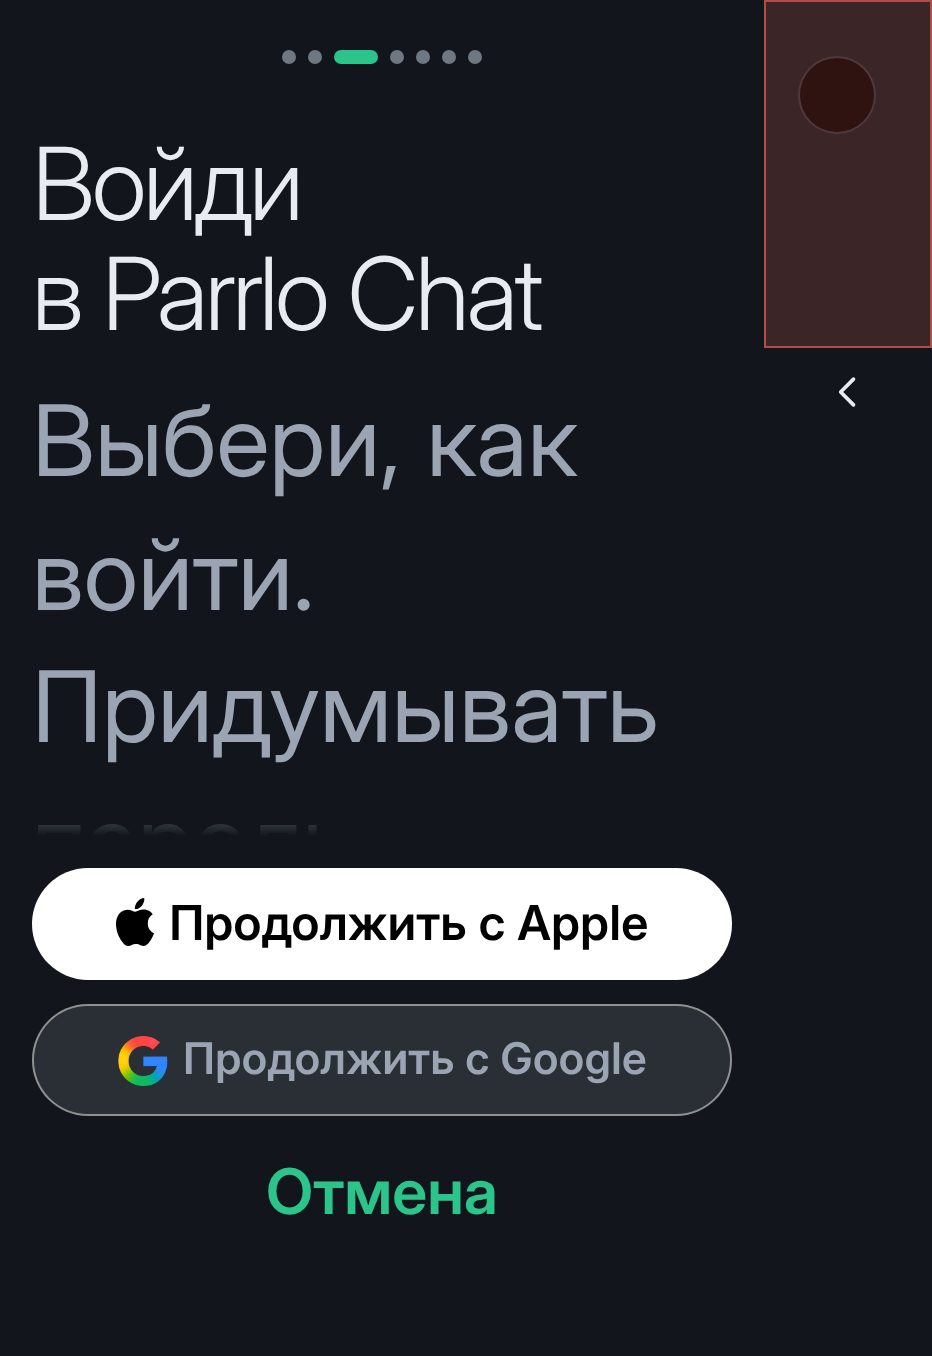 Войди
в Parrlo Chat
Выбери, как
войти.
Придумывать
Продолжить с Apple
Продолжить с Google
Отмена